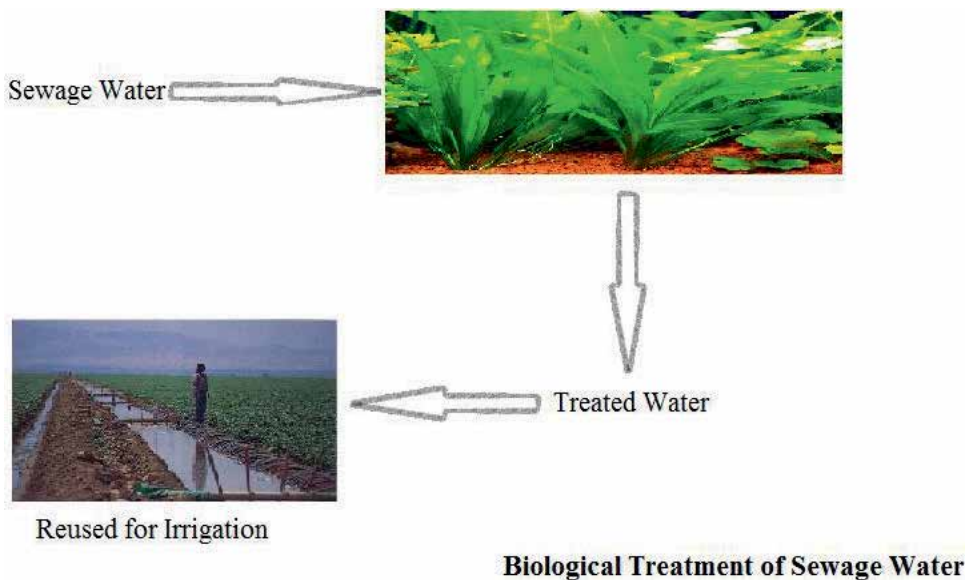 Sewage Water
Treated Water
Reused for Irrigation
Biological Treatment of Sewage Water